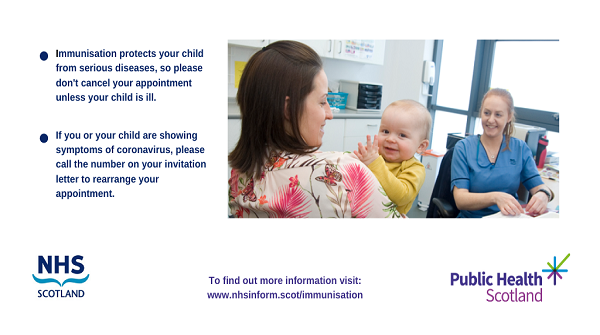 Immunisation protects your child
from serious diseases, so please
don't cancel your appointment
unless your child is ill.
If you or your child are showing
symptoms of coronavirus, please
call the number on your invitation
letter to rearrange your
appointment.
NHS
SCOTLAND
To find out more information visit:
www.nhsinform.scot/immunisation
Public Health
Scotland